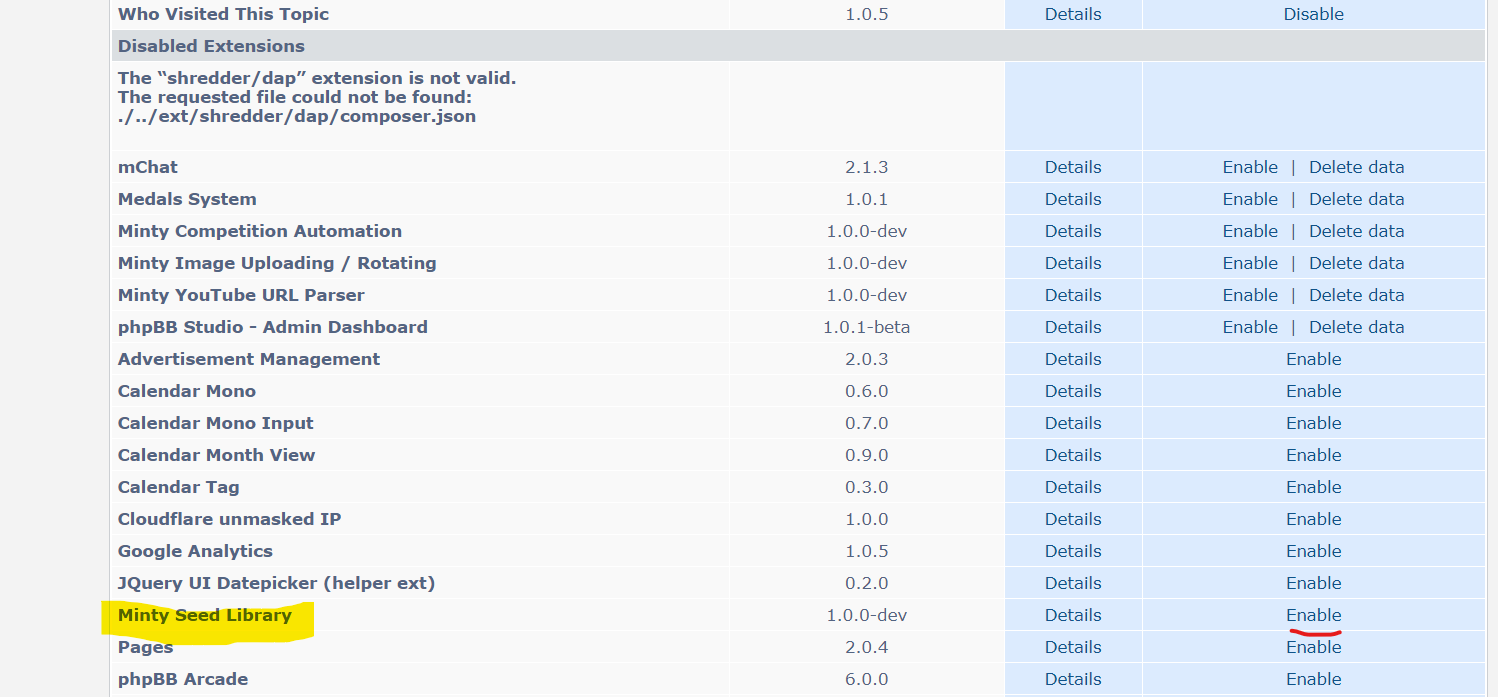 Who Visited This Topic 1.0.5 Details Disable
Disabled Extensions
The “shredder/dap” extension is not valid.
The requested file could not be found:
./../ext/shredder/dap/composer.json
mChat 2.1.3 Details Enable | Delete data
Medals System 1.0.1 Details Enable | Delete data
Minty Competition Automation 1.0.0-dev Details Enable | Delete data
Minty Image Uploading / Rotating 1.0.0-dev Details Enable | Delete data
Minty YouTube URL Parser 1.0.0-dev Details Enable | Delete data
phpBB Studio - Admin Dashboard 1.0.1-beta Details Enable | Delete data
Advertisement Management 2.0.3 Details Enable
Calendar Mono 0.6.0 Details Enable
Calendar Mono Input 0.7.0 Details Enable
Calendar Month View 0.9.0 Details Enable
Calendar Tag 0.3.0 Details Enable
Cloudflare unmasked IP 1.0.0 Details Enable
Google Analytics 1.0.5 Details Enable
JQuery UI Datepicker (helper ext) 0.2.0 Details Enable
Minty Seed Library 1.0.0-dev Details Enable
Pages 2.0.4 Details Enable
phpBB Arcade 6.0.0 Details Enable